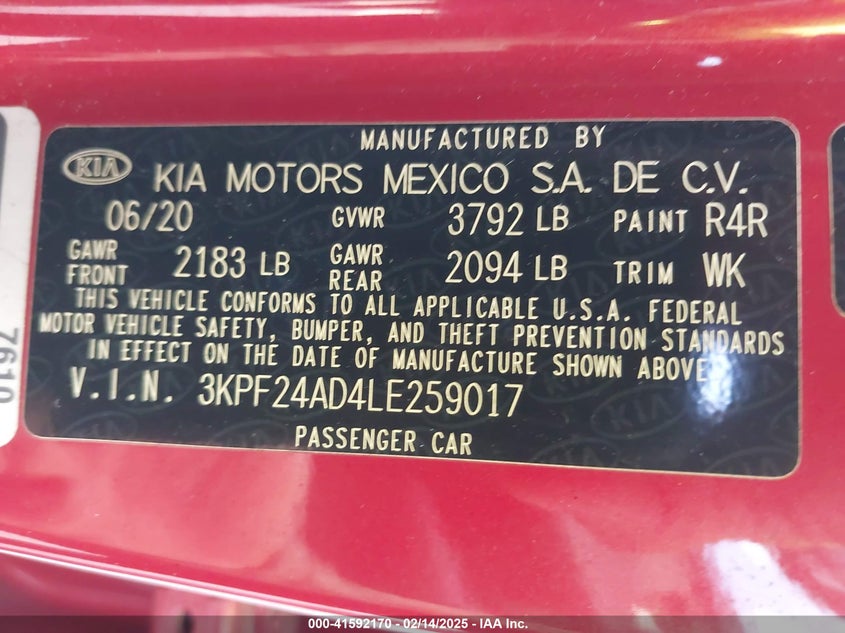 MANUFACTURED BY
KIA KIA MOTORS MEXICO S.A. DE C.V.
06/20 GVWR 3792 LB PAINT R4R
GAWR FRONT 2183 LB GAWR REAR 2094 LB TRIM WK
THIS VEHICLE CONFORMS TO ALL APPLICABLE U.S.A. FEDERAL
MOTOR VEHICLE SAFETY, BUMPER, AND THEFT PREVENTION STANDARDS
IN EFFECT ON THE DATE OF MANUFACTURE SHOWN ABOVE
V.I.N. 3KPF24AD4LE259017
PASSENGER CAR
000-41592170 - 02/14/2025 - IAA Inc.